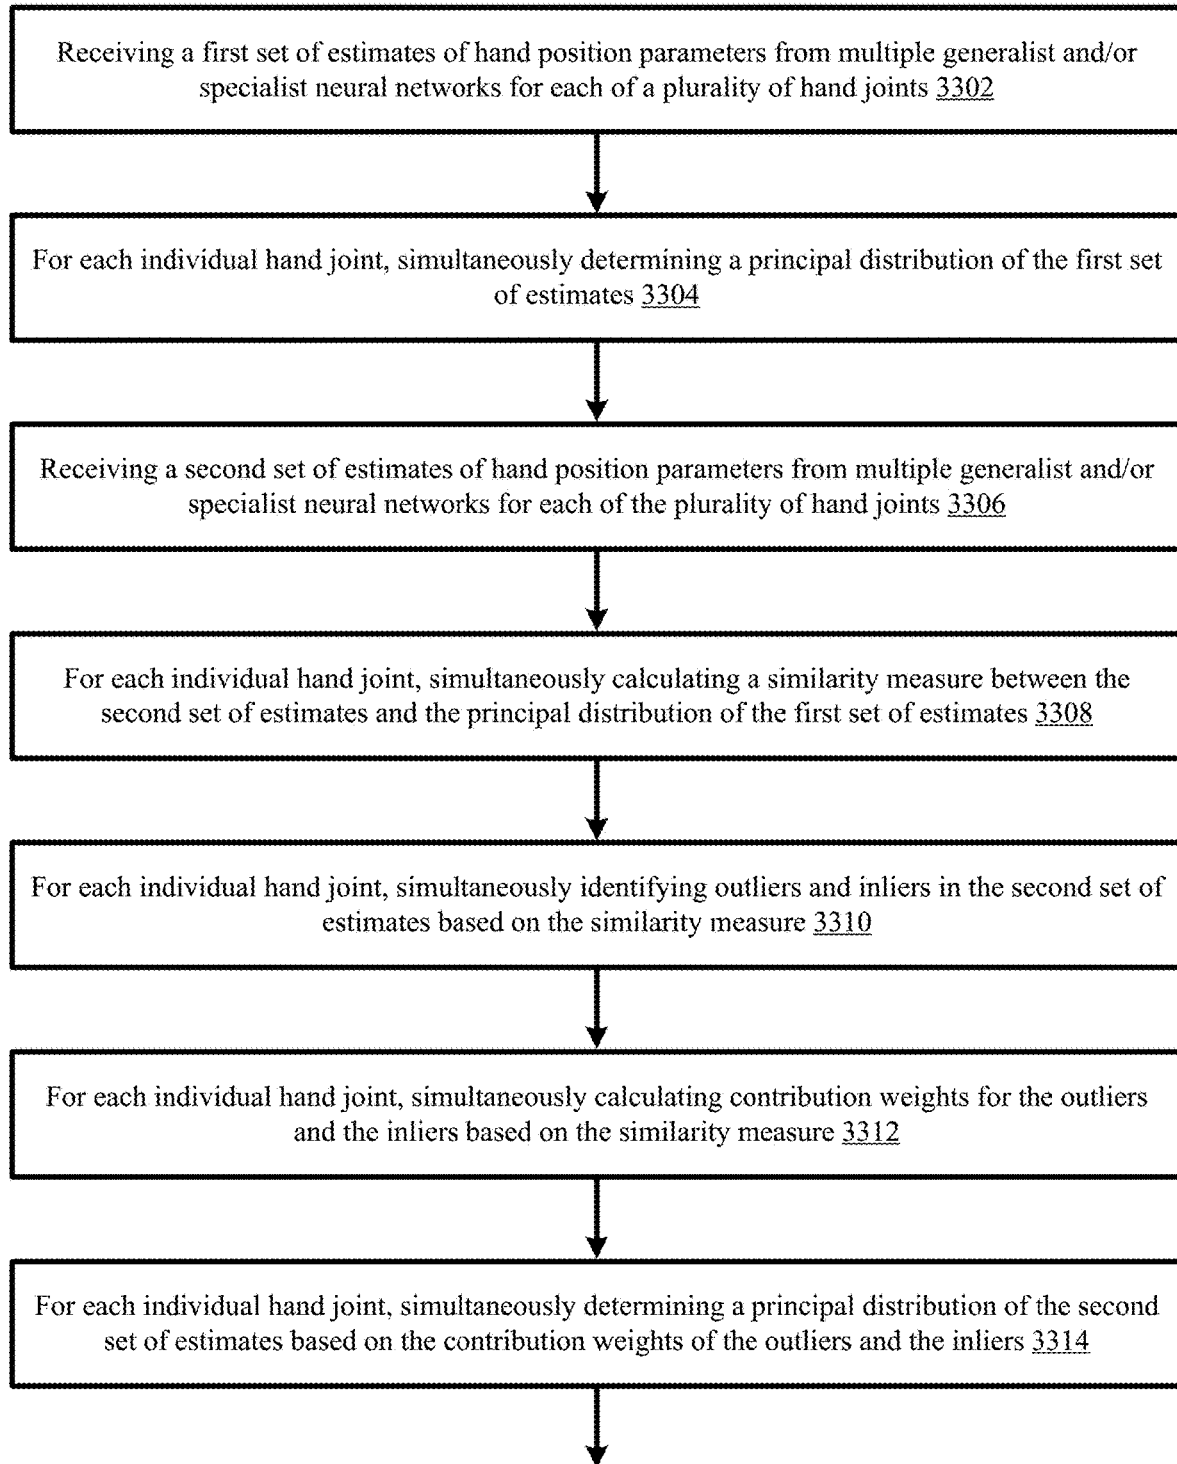 Receiving a first set of estimates of hand position parameters from multiple generalist and/or
specialist neural networks for each of a plurality of hand joints 3302
For each individual hand joint, simultaneously determining a principal distribution of the first set
of estimates 3304
Receiving a second set of estimates of hand position parameters from multiple generalist and/or
specialist neural networks for each of the plurality of hand joints 3306
For each individual hand joint, simultaneously calculating a similarity measure between the
second set of estimates and the principal distribution of the first set of estimates 3308
For each individual hand joint, simultaneously identifying outliers and inliers in the second set of
estimates based on the similarity measure 3310
For each individual hand joint, simultaneously calculating contribution weights for the outliers
and the inliers based on the similarity measure 3312
For each individual hand joint, simultaneously determining a principal distribution of the second
set of estimates based on the contribution weights of the outliers and the inliers 3314